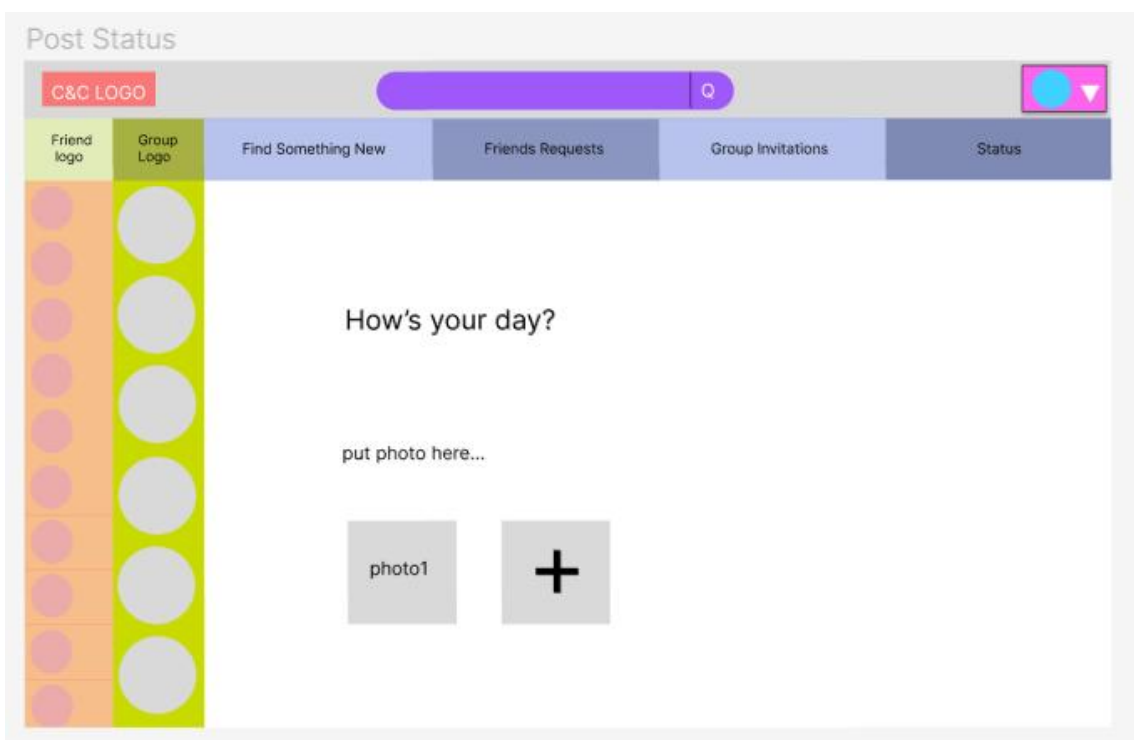 Post Status
C&C LOGO
Q
Friend
logo
Group
Logo
Find Something New
Friends Requests
Group Invitations
Status
How’s your day?
put photo here...
photo1